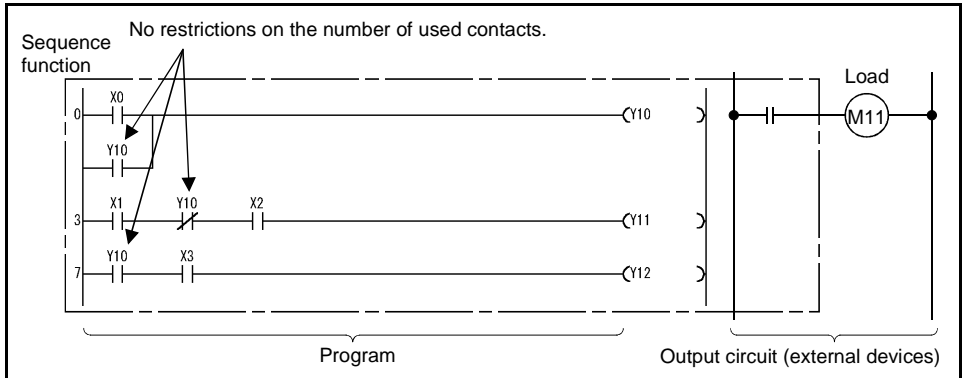 No restrictions on the number of used contacts.
Sequence
function
Load
X0
0
Y10
M11
Y10
X1 Y10 X2
3
Y11
Y10 X3
7
Y12
Program
Output circuit (external devices)